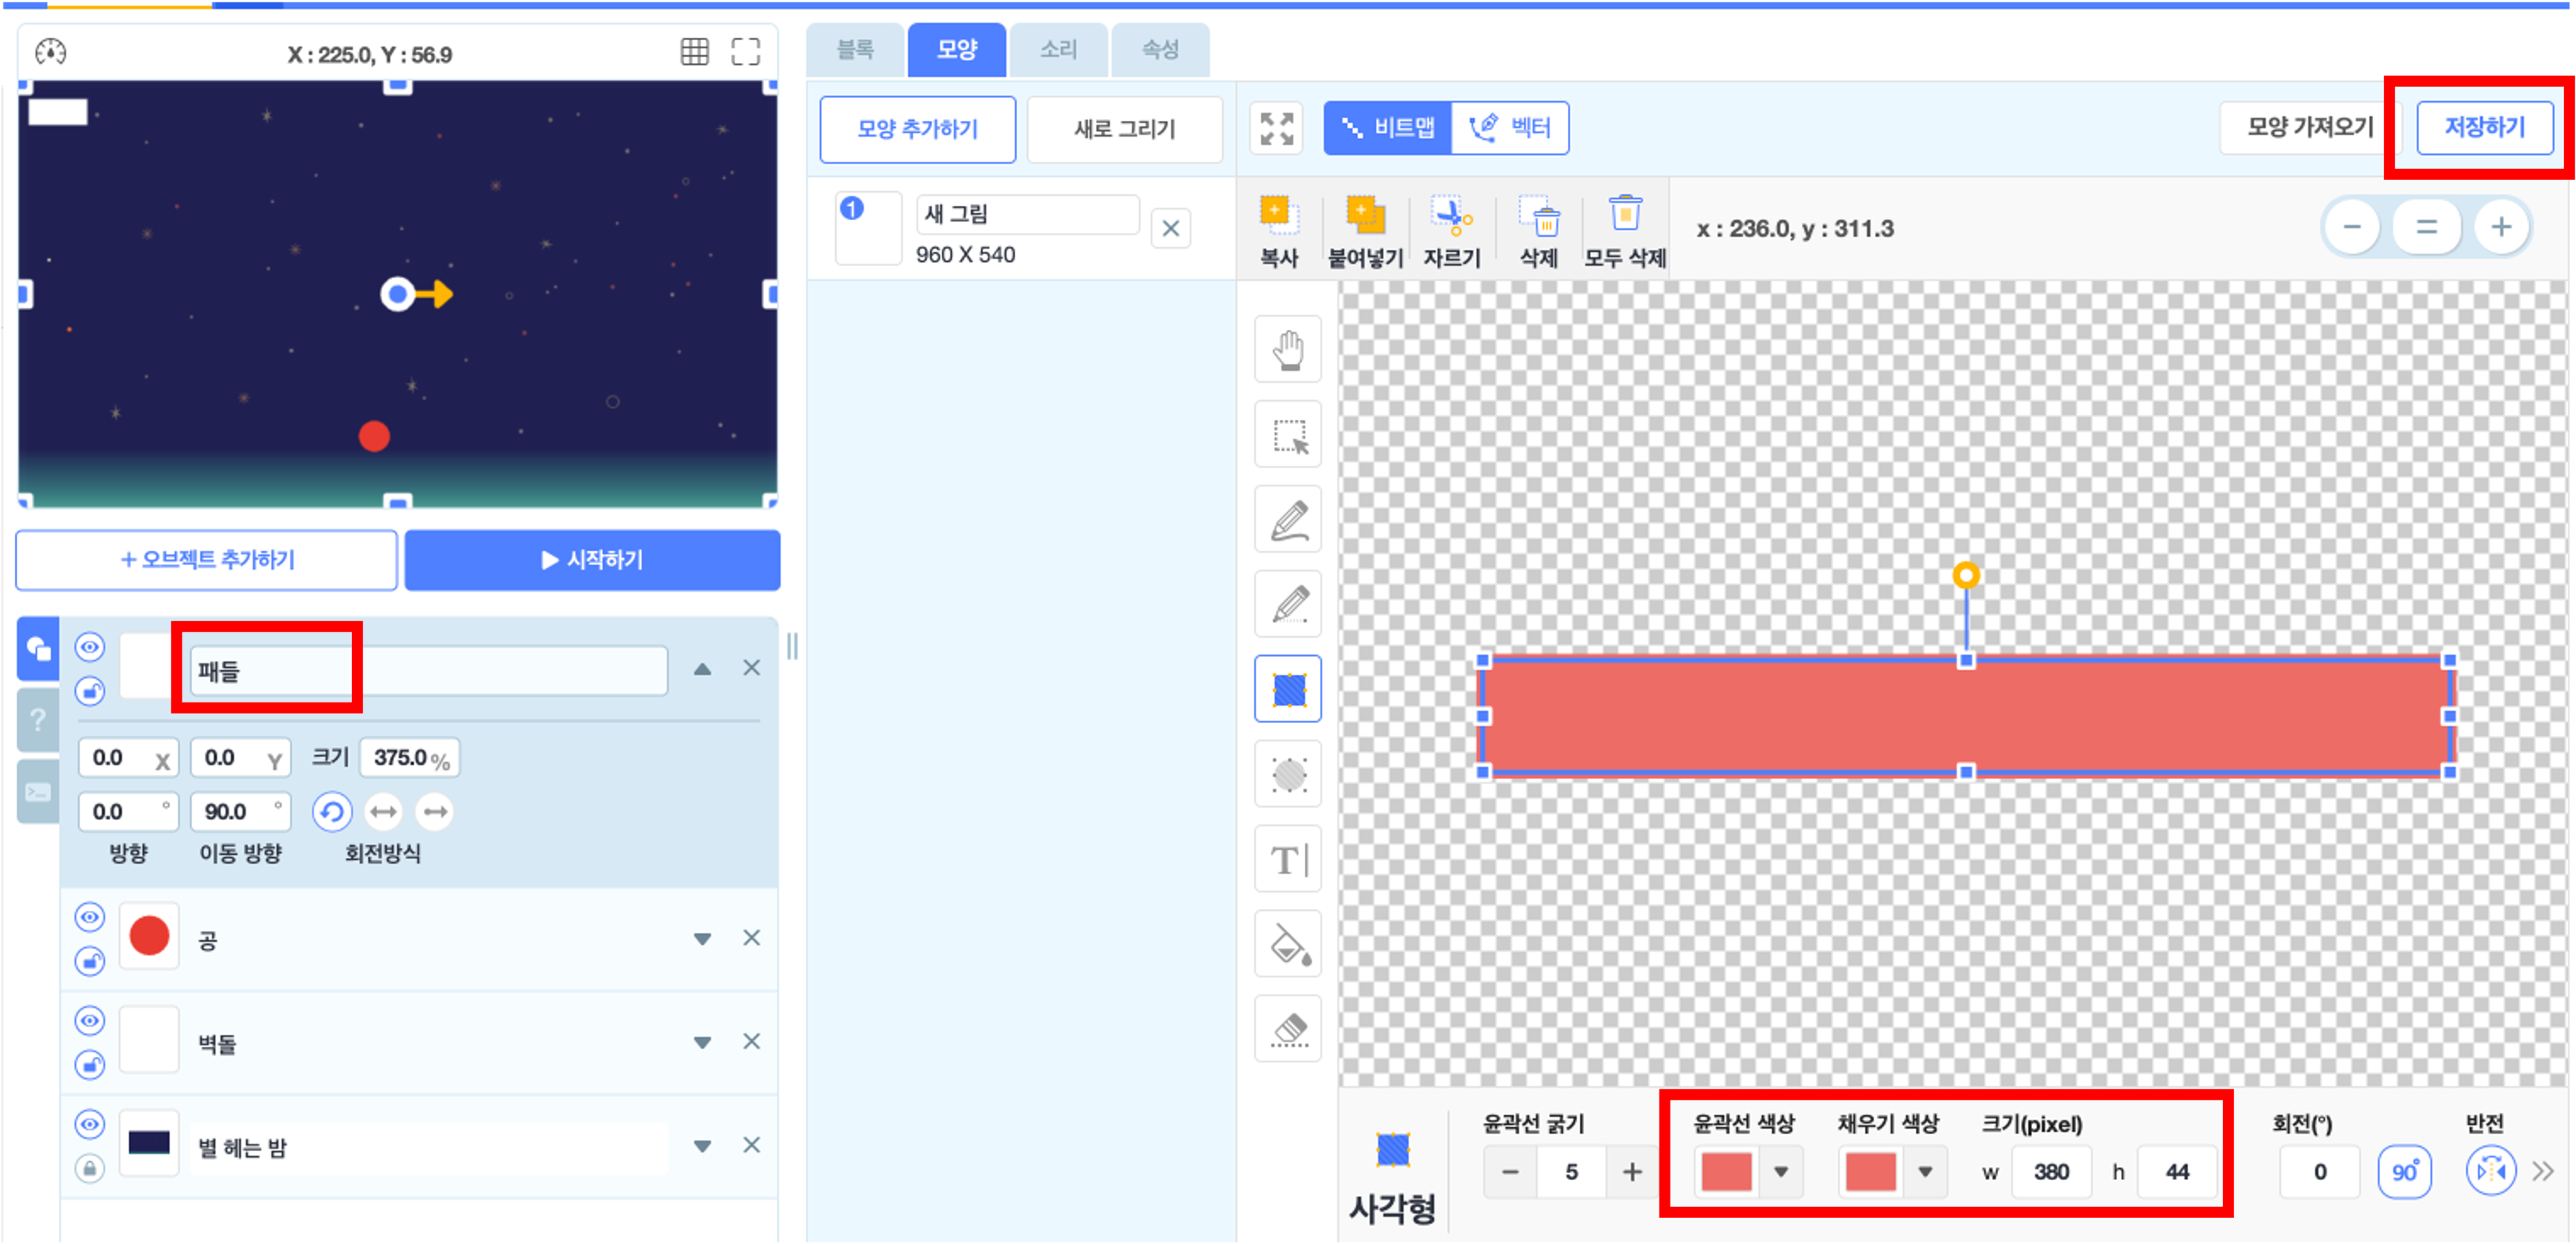 X : 225.0, Y : 56.9
블록
모양
소리
속성
모양 추가하기
새로 그리기
비트맵
벡터
모양 가져오기
저장하기
1
새 그림
960 X 540
복사
붙여넣기
자르기
삭제
모두 삭제
x : 236.0, y : 311.3
+ 오브젝트 추가하기
▶ 시작하기
패들
0.0 X
0.0 Y
크기 375.0 %
0.0 °
90.0 °
방향
이동 방향
회전방식
공
벽돌
별 헤는 밤
?
T
사각형
윤곽선 굵기
− 5 +
윤곽선 색상
채우기 색상
크기(pixel)
w 380 h 44
회전(º)
0
90°
반전